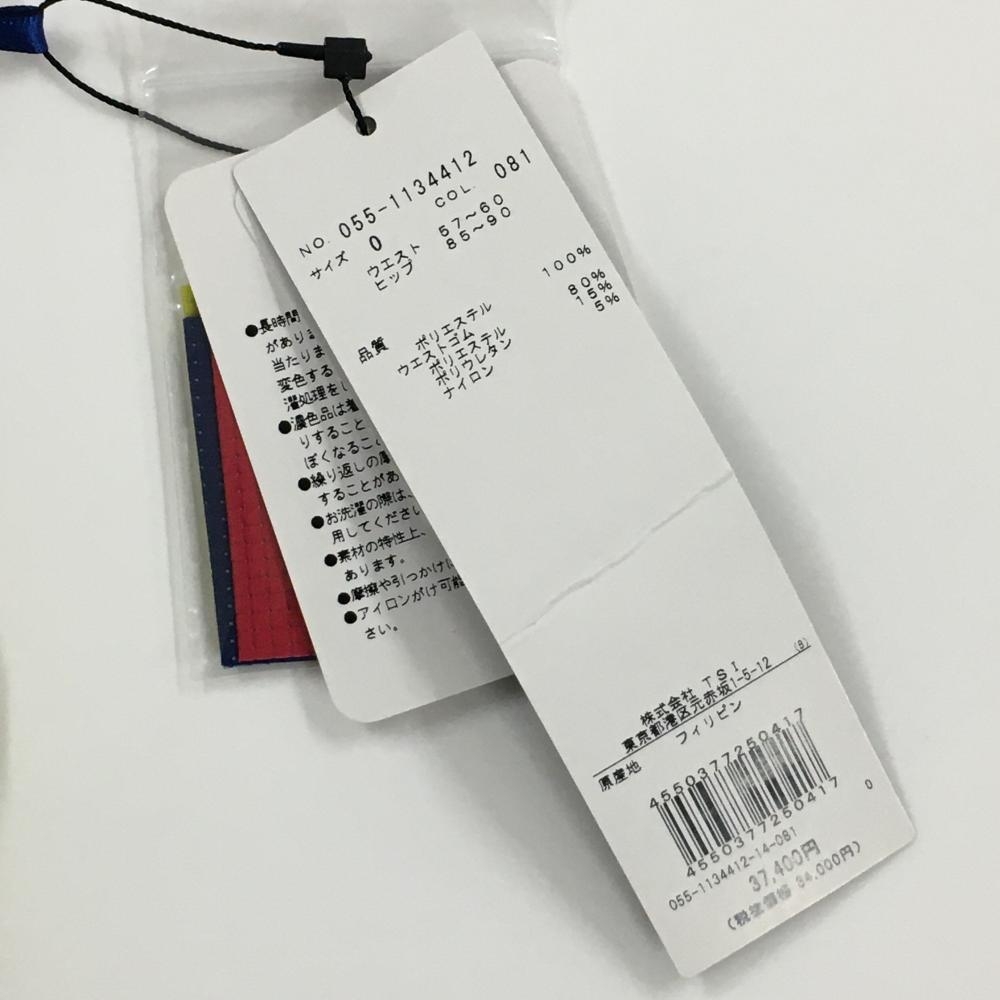 NO. 055-1134412 COL. 081
サイズ 0 ウエスト 57~60
ヒップ 85~90
品質 ポリエステル 100%
ウエストゴム
ポリエステル 80%
ポリウレタン 15%
ナイロン 5%
(8)
株式会社 TSI
東京都港区元赤坂1-5-12
原産地 フィリピン
4550377250417
4550377250417
0
055-1134412-14-081
37,400円
(税抜価格 34,000円)
●長時間
があり
当たりま
変色する
濯処理をし
●濃色品は着
りすること
ぽくなるこ
●繰り返しの摩
することがあ
●お洗濯の際は、
用してください
●素材の特性上、
あります。
●摩擦や引っかけに
●アイロンがけ可能
さい。